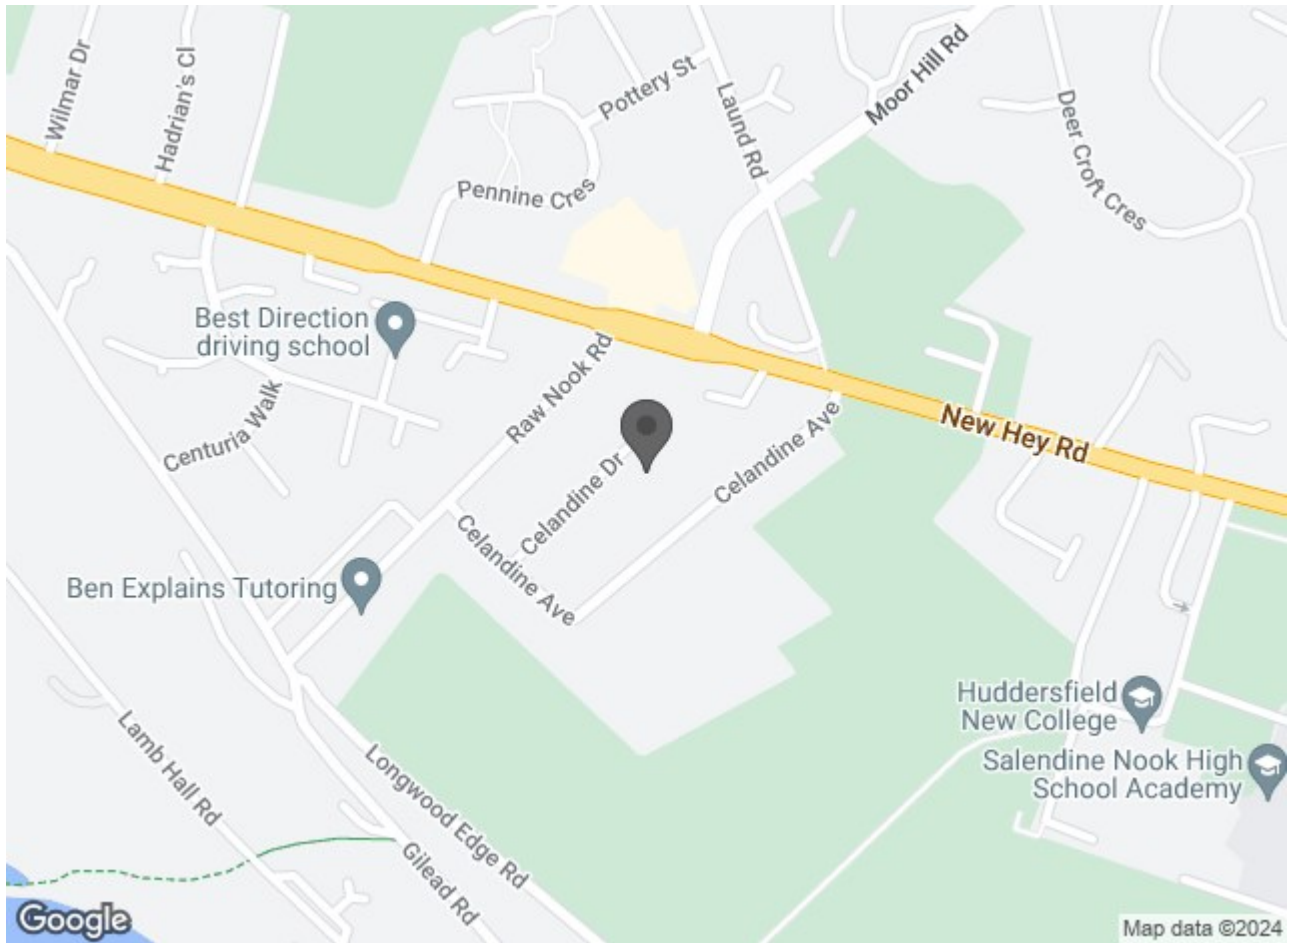 Wilmar Dr
Hadrian's Cl
Pottery St
Laund Rd
Moor Hill Rd
Deer Croft Cres
Pennine Cres
Best Direction
driving school
Raw Nook Rd
Centuria Walk
New Hey Rd
Celandine Dr
Celandine Ave
Celandine Ave
Ben Explains Tutoring
Huddersfield
New College
Salendine Nook High
School Academy
Lamb Hall Rd
Longwood Edge Rd
Gilead Rd
Google
Map data ©2024